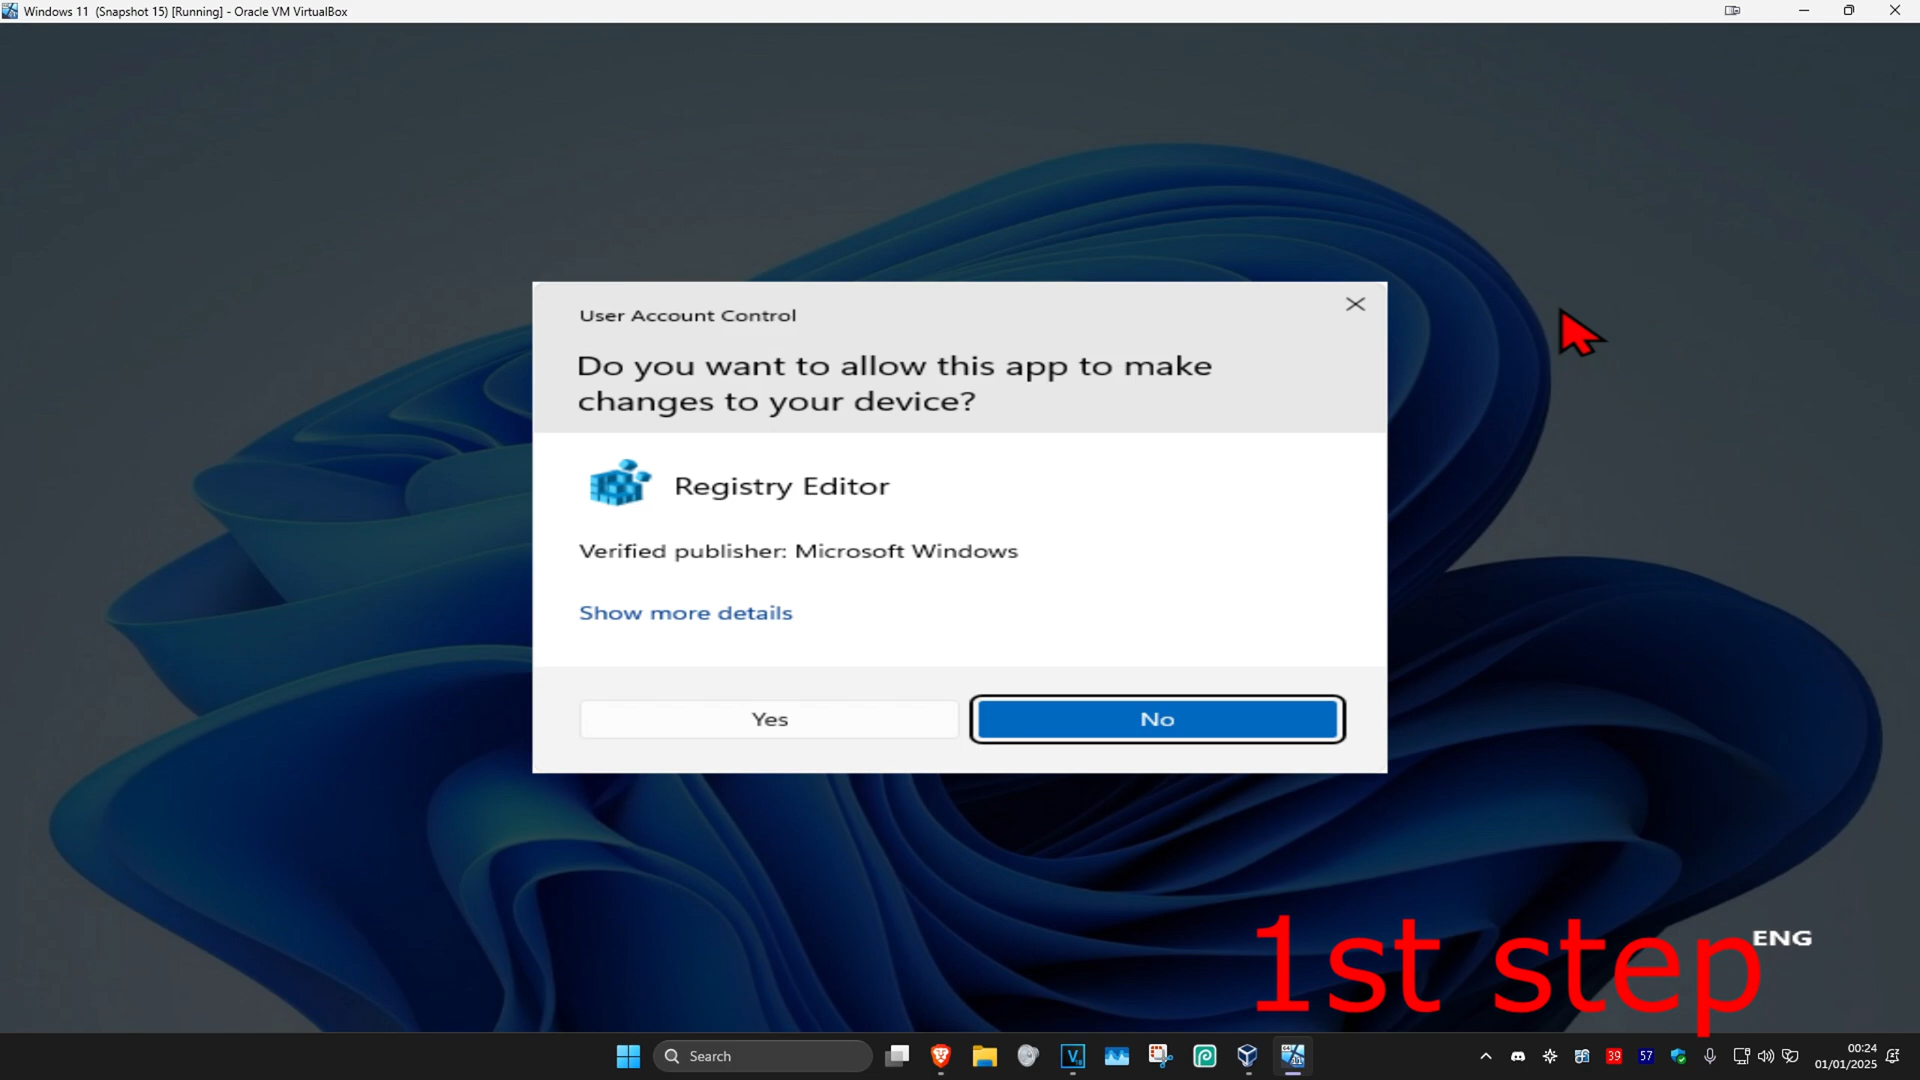 Windows 11 (Snapshot 15) [Running] - Oracle VM VirtualBox
User Account Control
Do you want to allow this app to make
changes to your device?
Registry Editor
Verified publisher: Microsoft Windows
Show more details
Yes
No
1st step
ENG
Search
39
57
00:24
01/01/2025